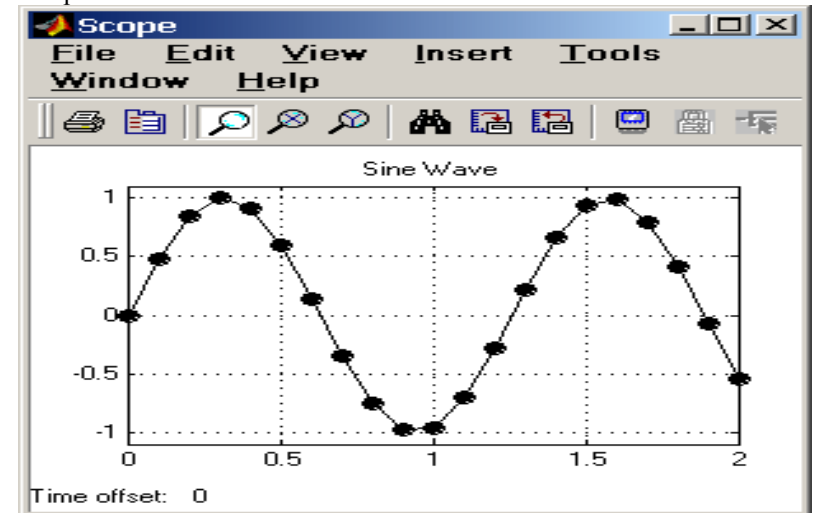 Scope
File Edit View Insert Tools
Window Help
Sine Wave
1
0.5
0
-0.5
-1
0 0.5 1 1.5 2
Time offset: 0